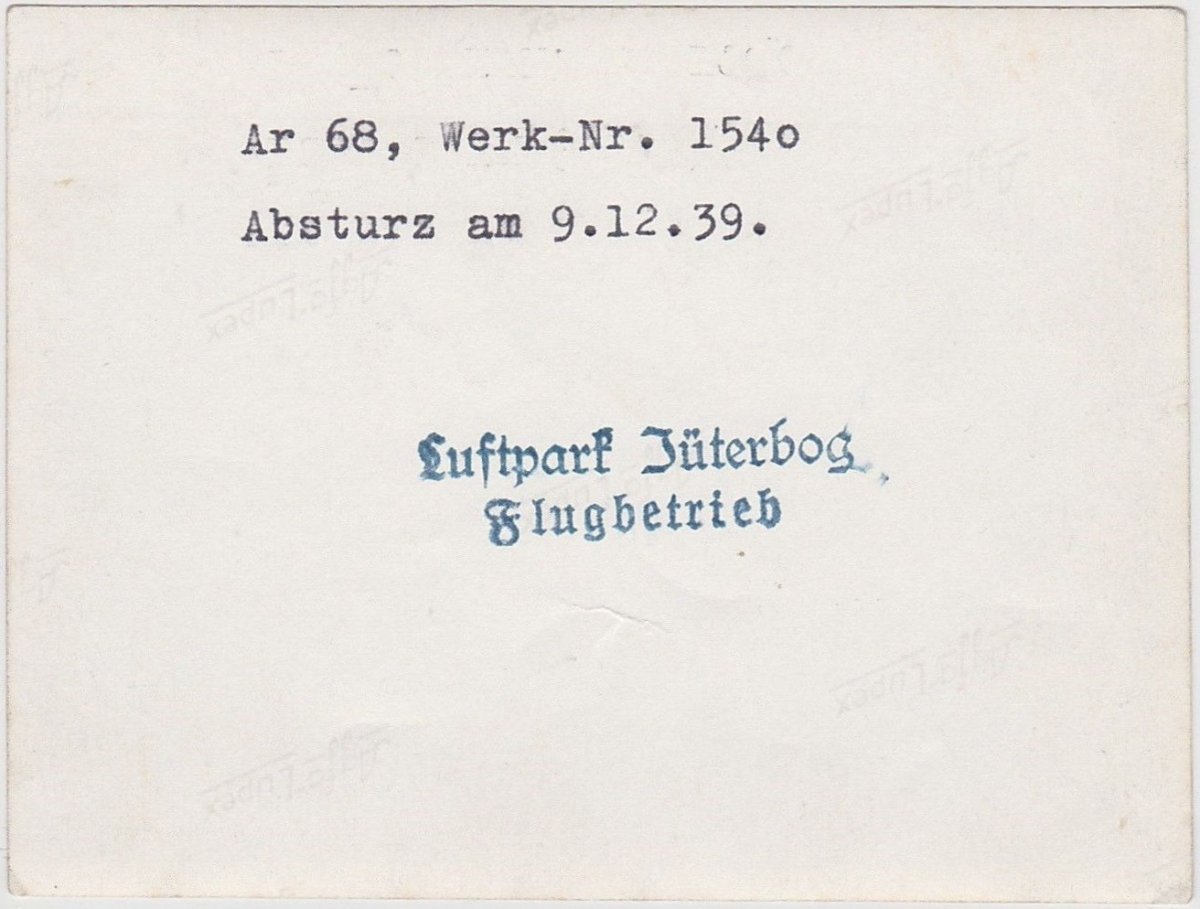 Ar 68, Werk-Nr. 154o
Absturz am 9.12.39.
Luftpark Jüterbog
Flugbetrieb